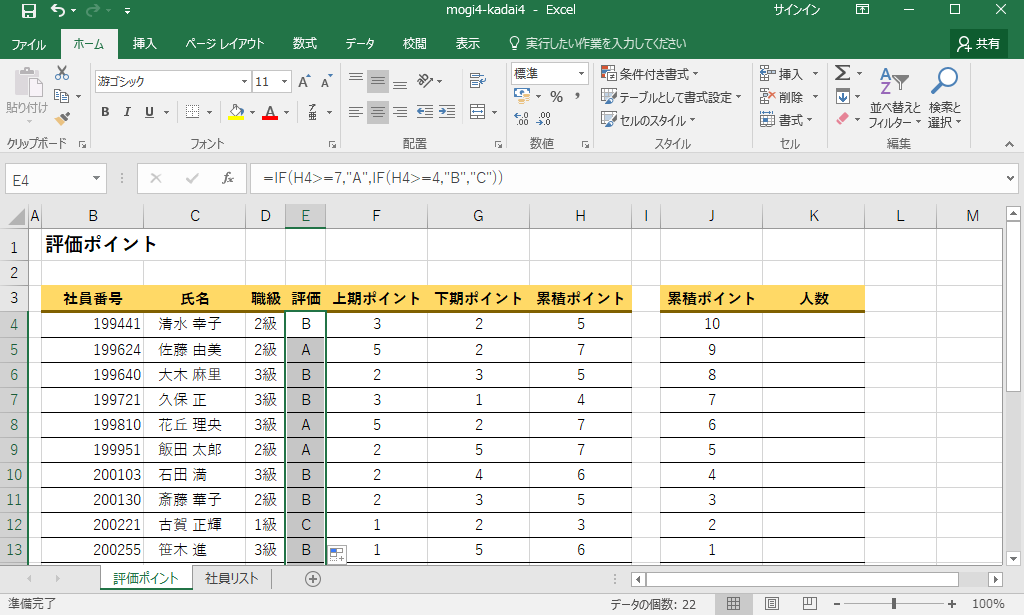 mogi4-kadai4 - Excel サインイン
ファイル ホーム 挿入 ページ レイアウト 数式 データ 校閲 表示 実行したい作業を入力してください 共有
貼り付け 游ゴシック 11 A A 標準 条件付き書式 挿入 Σ
B I U A 亜 % , テーブルとして書式設定 削除 並べ替えと フィルター 検索と 選択
.0 .00 .00 .0 セルのスタイル 書式
クリップボード フォント 配置 数値 スタイル セル 編集
E4 fx =IF(H4>=7,"A",IF(H4>=4,"B","C"))
A B C D E F G H I J K L M
1 評価ポイント
2
3 社員番号 氏名 職級 評価 上期ポイント 下期ポイント 累積ポイント 累積ポイント 人数
4 199441 清水 幸子 2級 B 3 2 5 10
5 199624 佐藤 由美 2級 A 5 2 7 9
6 199640 大木 麻里 3級 B 2 3 5 8
7 199721 久保 正 3級 B 3 1 4 7
8 199810 花丘 理央 3級 A 5 2 7 6
9 199951 飯田 太郎 2級 A 2 5 7 5
10 200103 石田 満 3級 B 2 4 6 4
11 200130 斎藤 華子 2級 B 2 3 5 3
12 200221 古賀 正輝 1級 C 1 2 3 2
13 200255 笹木 進 3級 B 1 5 6 1
評価ポイント 社員リスト
準備完了 データの個数: 22 100%